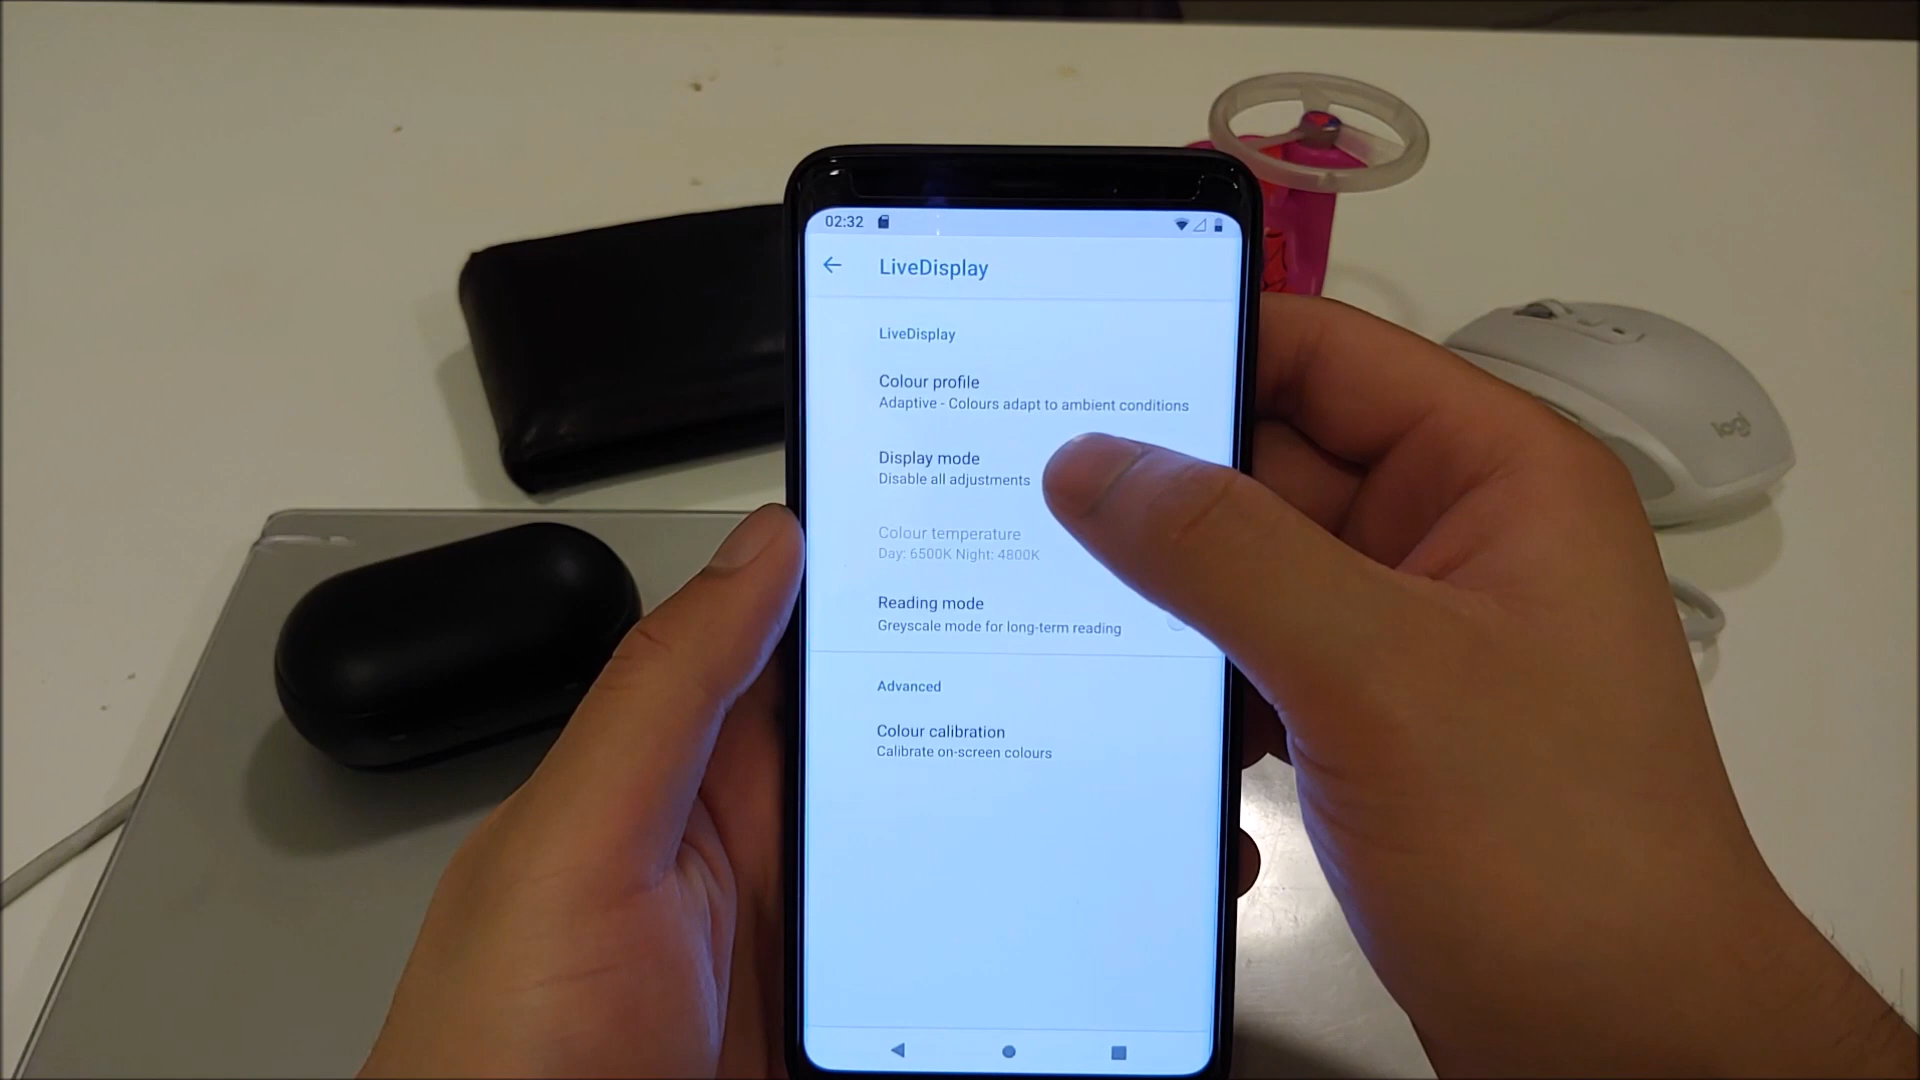 02:32
LiveDisplay
LiveDisplay
Colour profile
Adaptive - Colours adapt to ambient conditions
Display mode
Disable all adjustments
Colour temperature
Day: 6500K Night: 4800K
Reading mode
Greyscale mode for long-term reading
Advanced
Colour calibration
Calibrate on-screen colours
logi